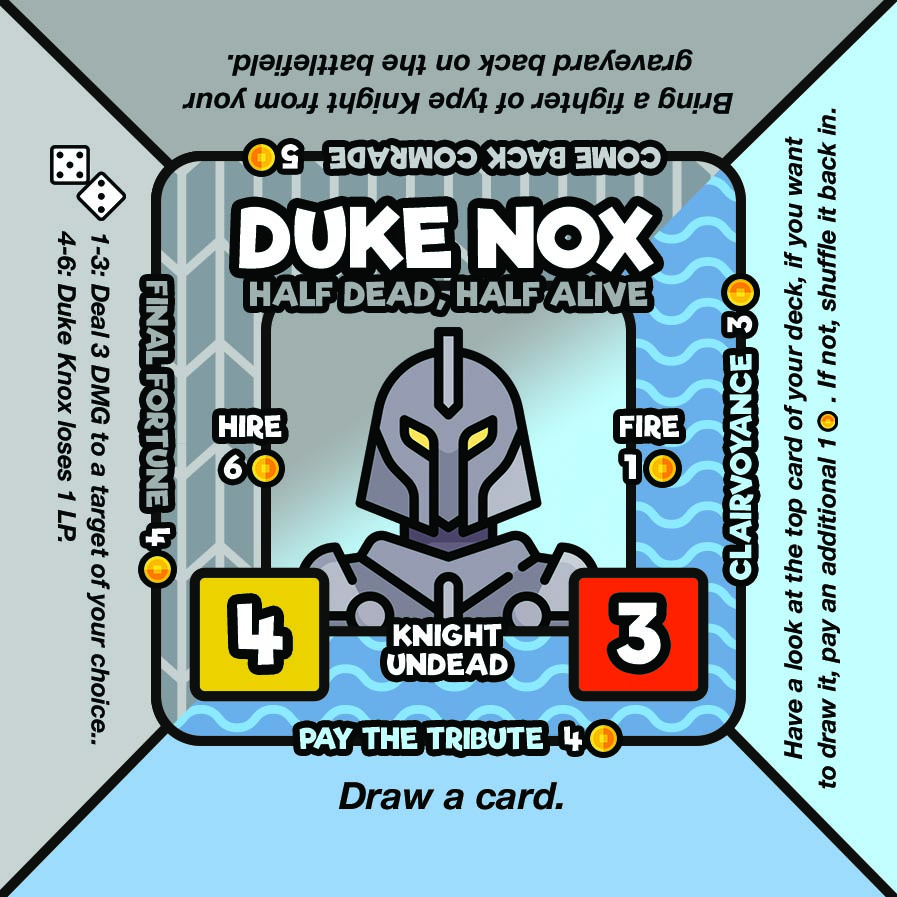 Bring a fighter of type Knight from your
graveyard back on the battlefield.
COME BACK COMRADE 5
DUKE NOX
HALF DEAD, HALF ALIVE
HIRE
6
FIRE
1
4
3
KNIGHT
UNDEAD
PAY THE TRIBUTE 4
Draw a card.
FINAL FORTUNE 4
1-3: Deal 3 DMG to a target of your choice..
4-6: Duke Knox loses 1 LP.
CLAIRVOYANCE 3
Have a look at the top card of your deck, if you want
to draw it, pay an additional 1 . If not, shuffle it back in.